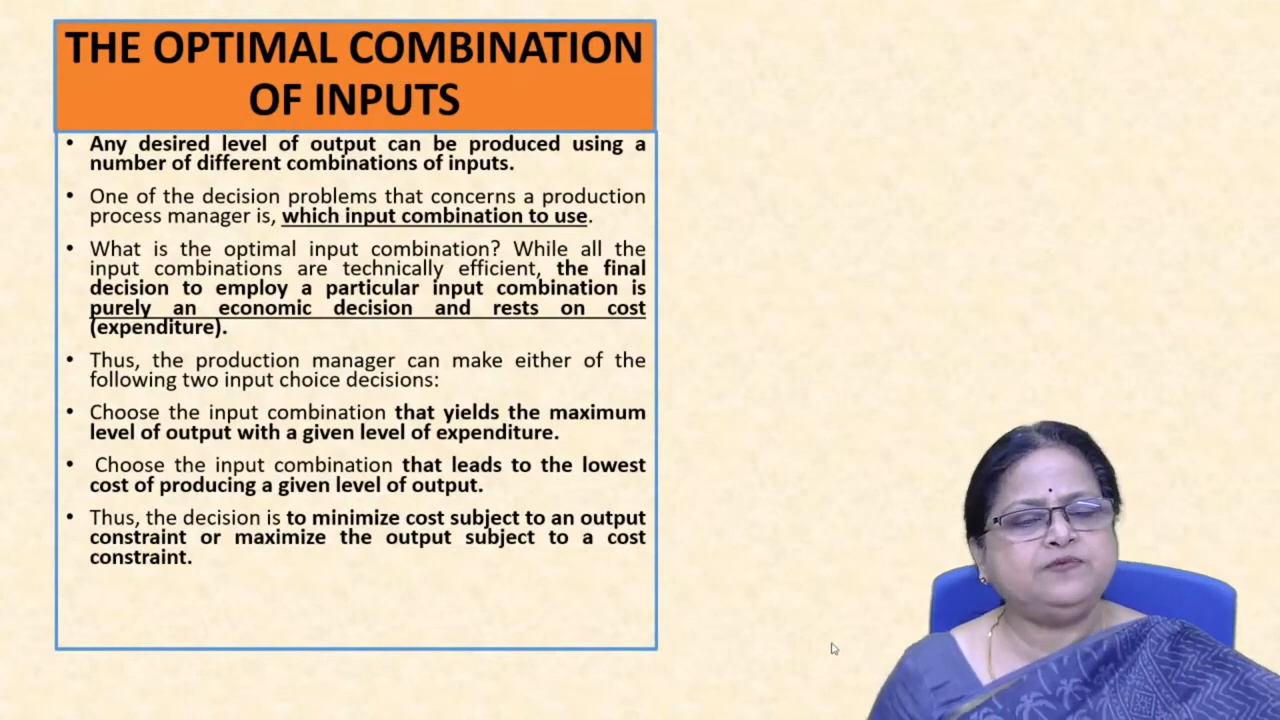 THE OPTIMAL COMBINATION
OF INPUTS
• Any desired level of output can be produced using a
number of different combinations of inputs.
• One of the decision problems that concerns a production
process manager is, which input combination to use.
• What is the optimal input combination? While all the
input combinations are technically efficient, the final
decision to employ a particular input combination is
purely an economic decision and rests on cost
(expenditure).
• Thus, the production manager can make either of the
following two input choice decisions:
• Choose the input combination that yields the maximum
level of output with a given level of expenditure.
• Choose the input combination that leads to the lowest
cost of producing a given level of output.
• Thus, the decision is to minimize cost subject to an output
constraint or maximize the output subject to a cost
constraint.